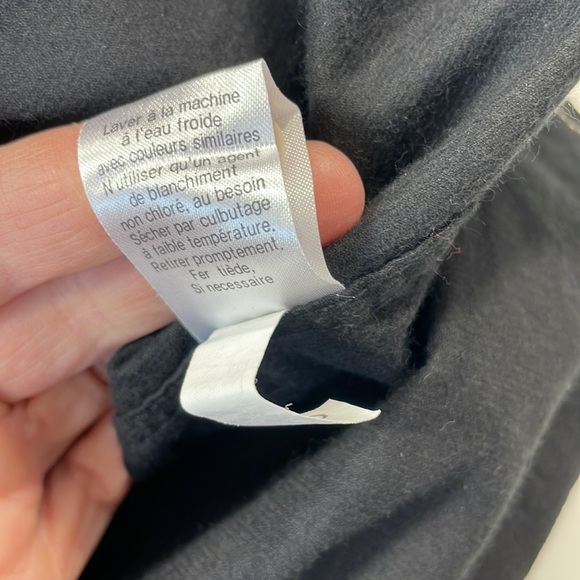 Laver à la machine
à l'eau froide
avec couleurs similaires
N'utiliser qu'un agent
de blanchiment
non chloré, au besoin
Sécher par culbutage
à faible température.
Retirer promptement.
Fer tiède,
Si necessaire